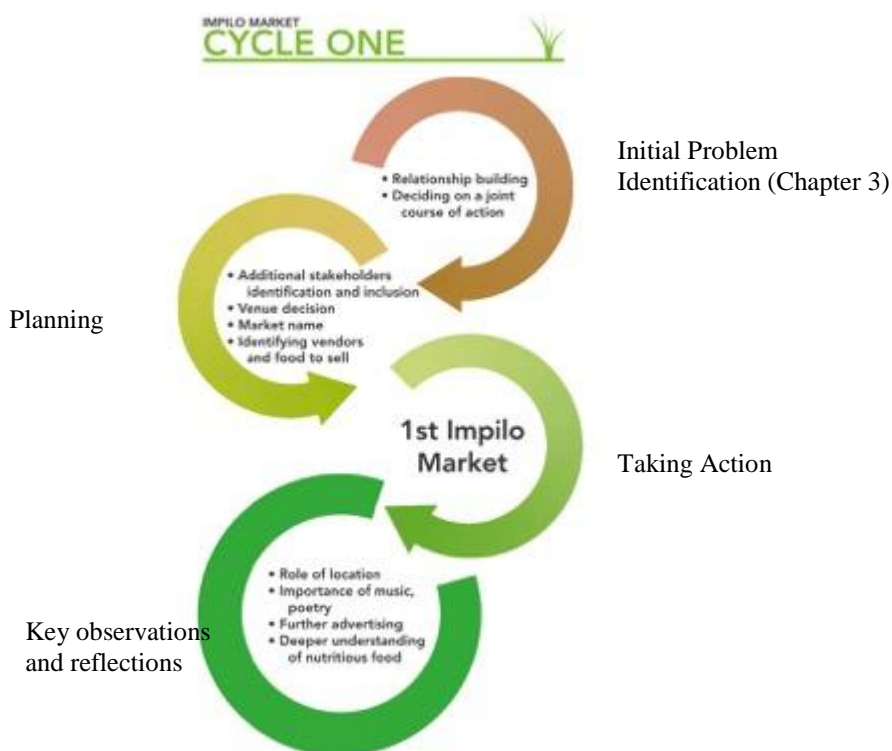 IMPILO MARKET
CYCLE ONE
Initial Problem
Identification (Chapter 3)
• Relationship building
• Deciding on a joint
course of action
Planning
• Additional stakeholders
identification and inclusion
• Venue decision
• Market name
• Identifying vendors
and food to sell
1st Impilo
Market
Taking Action
Key observations
and reflections
• Role of location
• Importance of music,
poetry
• Further advertising
• Deeper understanding
of nutritious food